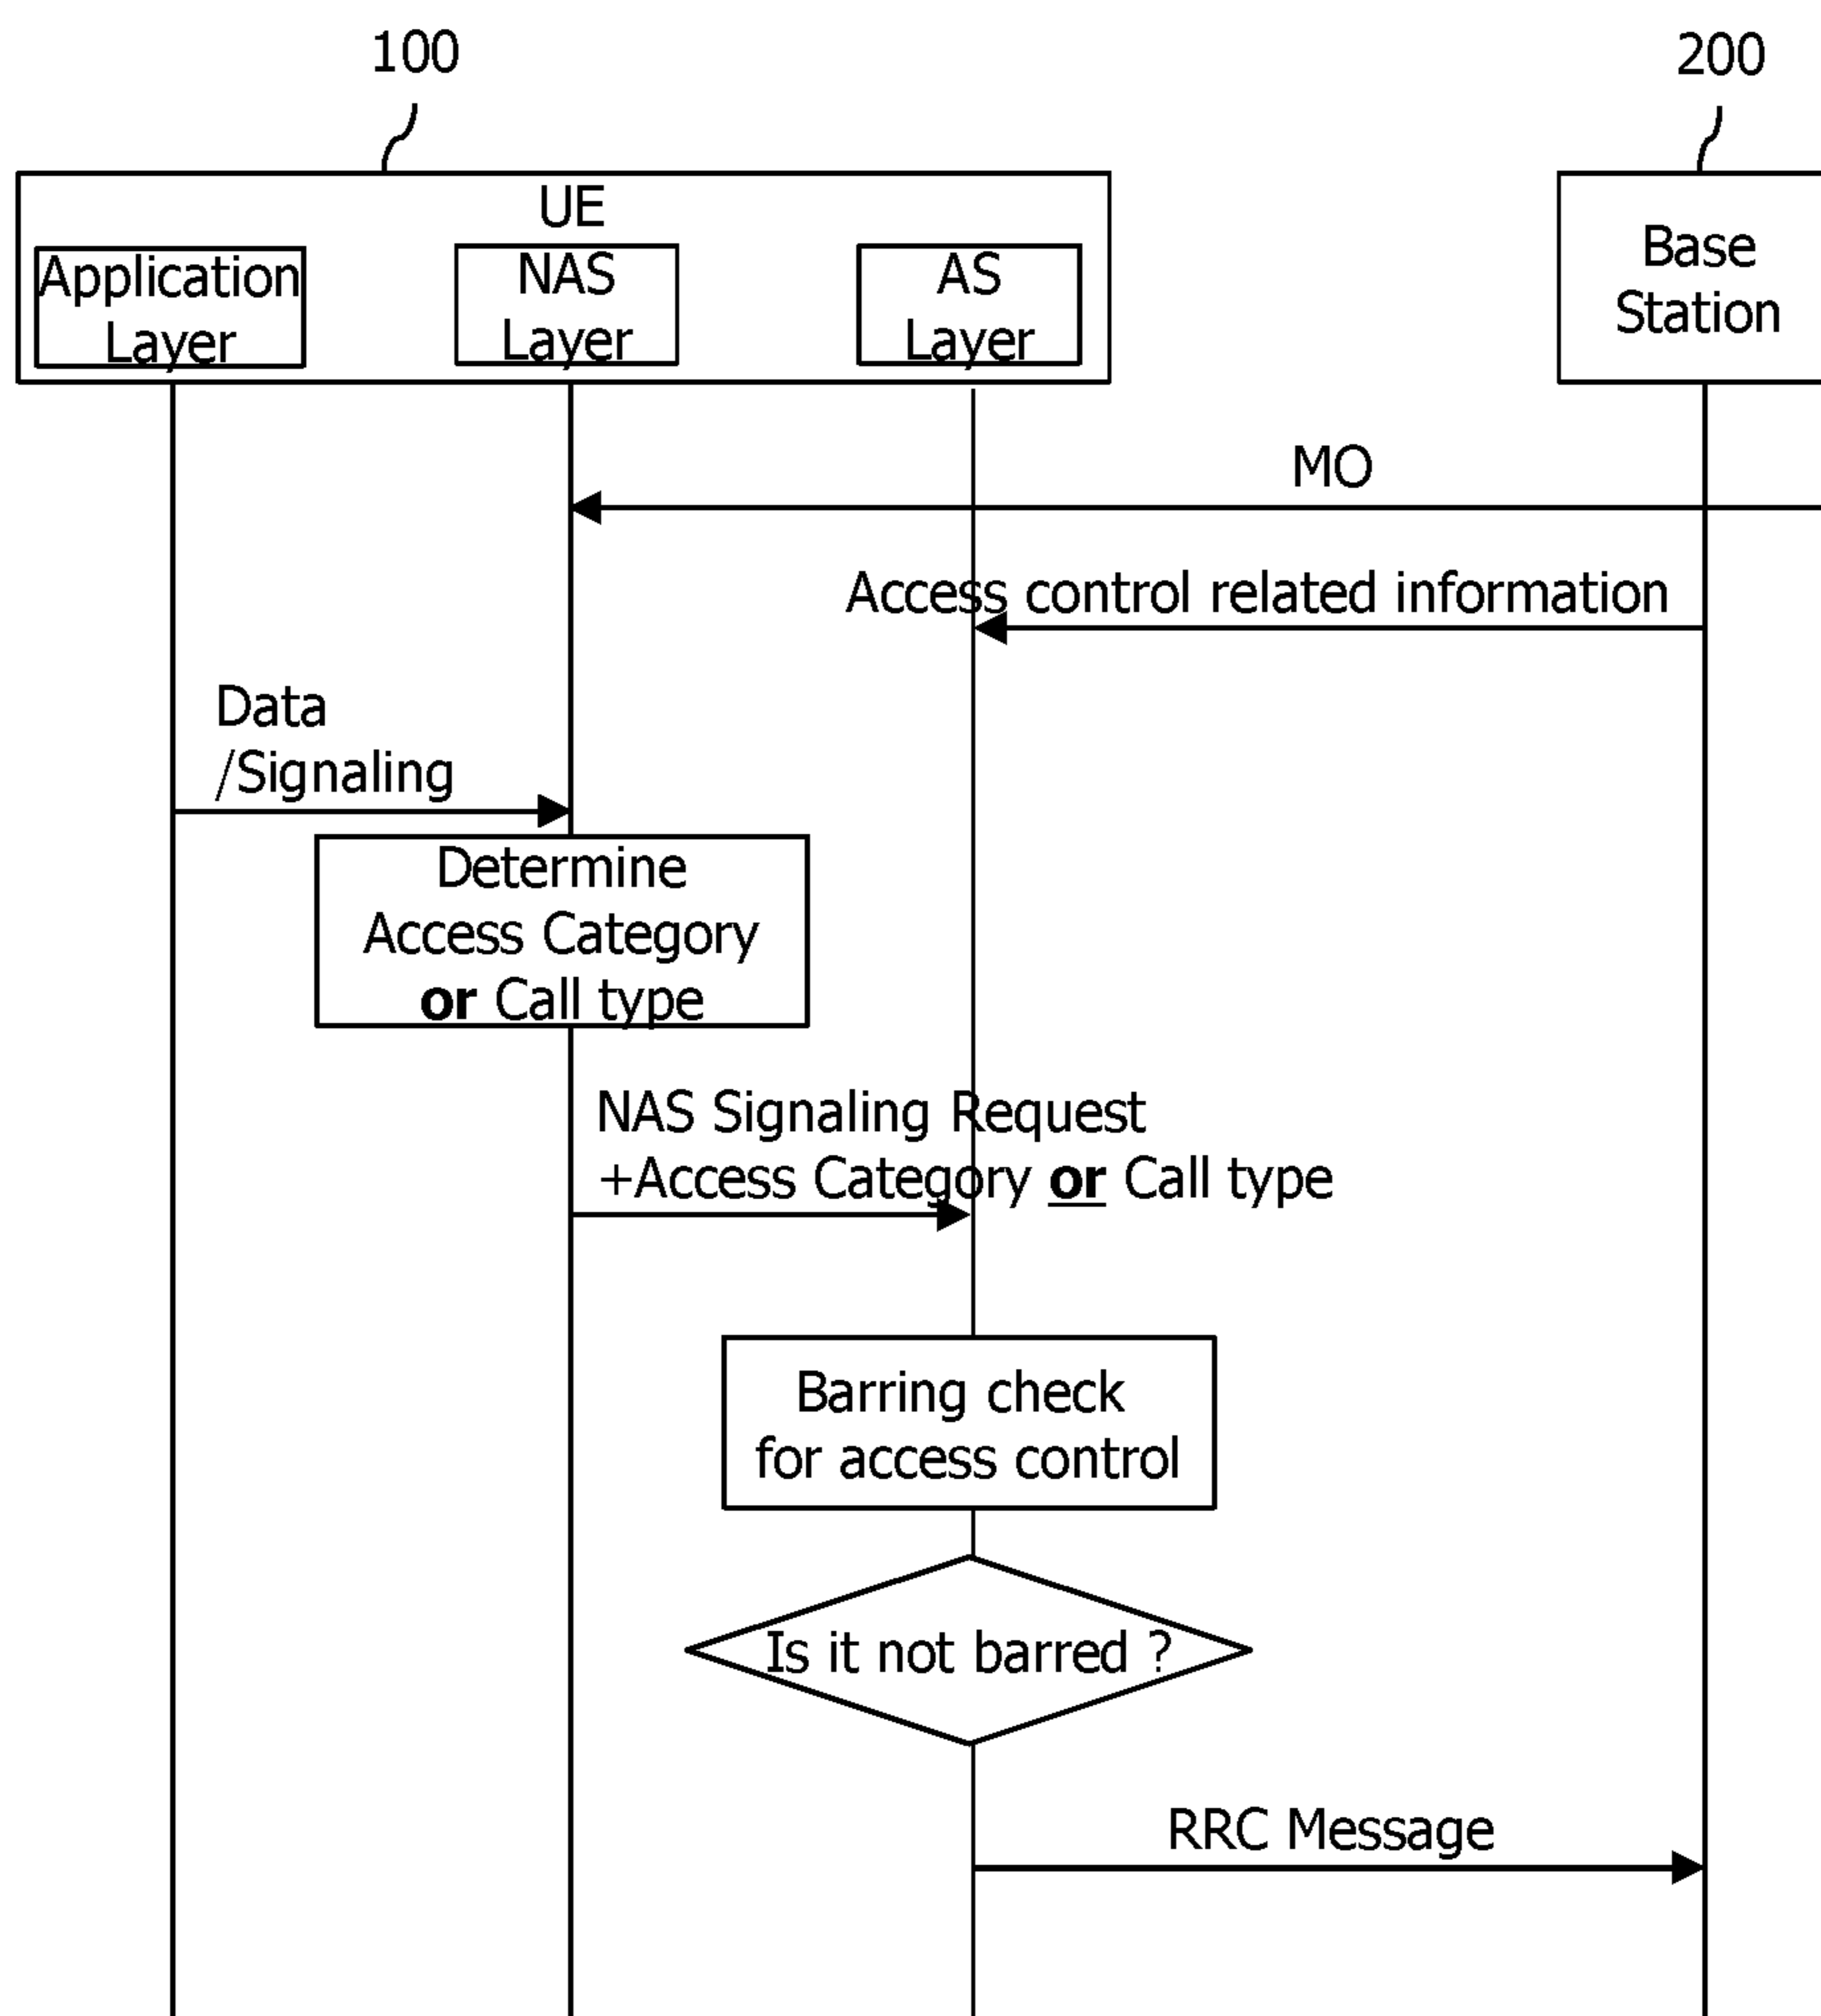 100
200
UE
Application
Layer
NAS
Layer
AS
Layer
Base
Station
MO
Access control related information
Data
/Signaling
Determine
Access Category
or Call type
NAS Signaling Request
+Access Category or Call type
Barring check
for access control
Is it not barred ?
RRC Message